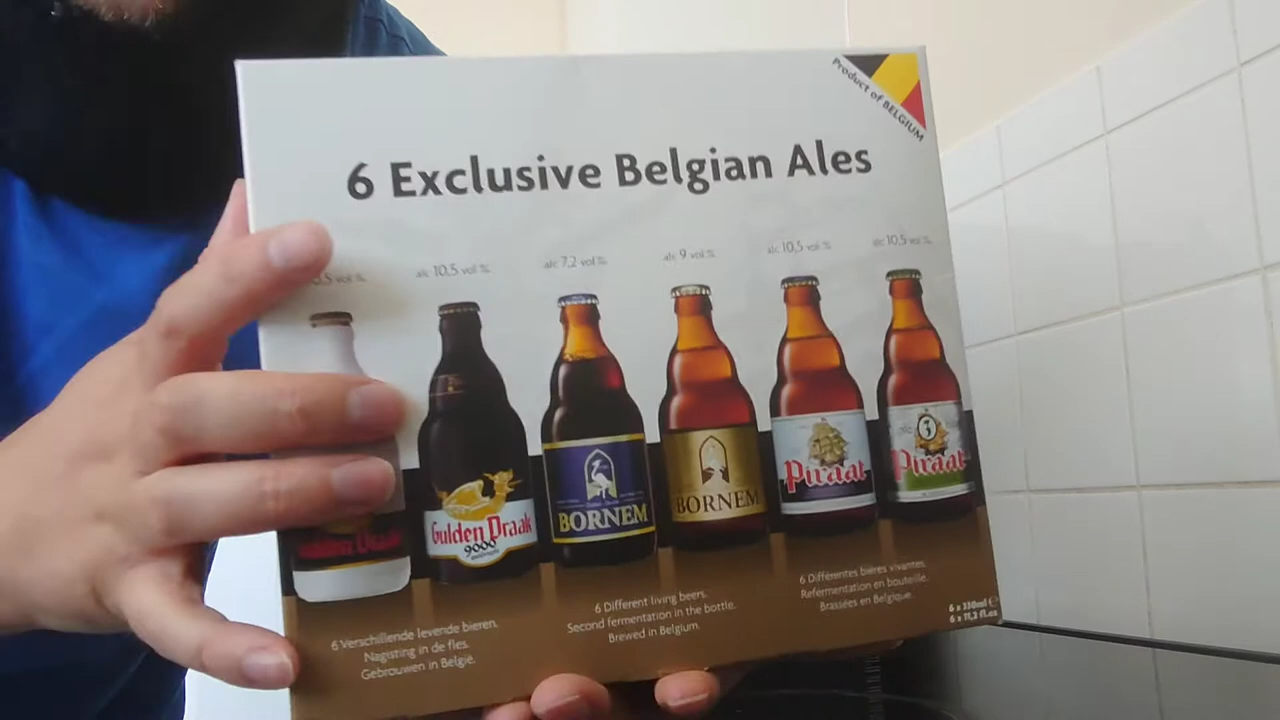 Product of BELGIUM
6 Exclusive Belgian Ales
alc 10,5 vol %
alc 7,2 vol %
alc 9 vol %
alc 10,5 vol %
alc 10,5 vol %
Gulden Draak
Gulden Draak
9000
BORNEM
BORNEM
Piraat
3
Piraat
6 Verschillende levende bieren.
Nagisting in de fles.
Gebrouwen in België.
6 Different living beers.
Second fermentation in the bottle.
Brewed in Belgium.
6 Différentes bières vivantes.
Refermentation en bouteille.
Brassées en Belgique.
6 x 330ml e
6 x 11,2 fl.oz